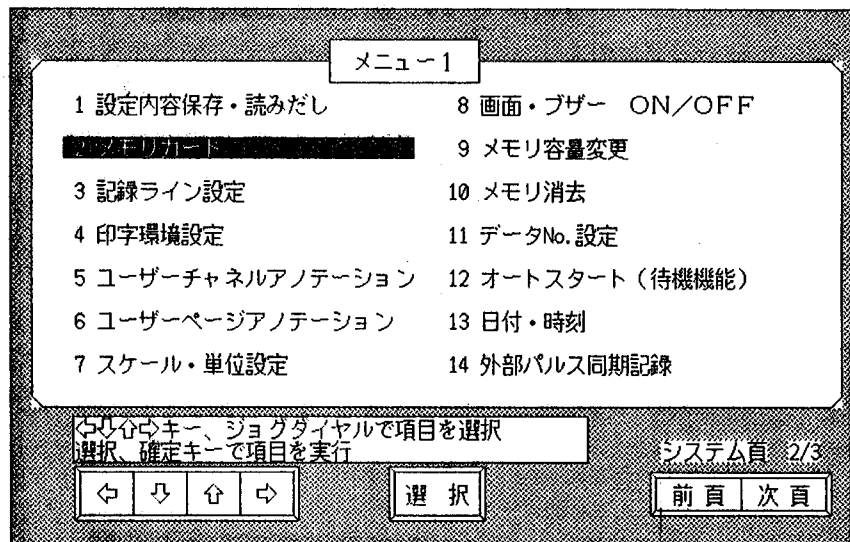 メニュー1
1 設定内容保存・読みだし
2 メモリカード
3 記録ライン設定
4 印字環境設定
5 ユーザーチャネルアノテーション
6 ユーザーページアノテーション
7 スケール・単位設定
8 画面・ブザー ON/OFF
9 メモリ容量変更
10 メモリ消去
11 データNo.設定
12 オートスタート(待機機能)
13 日付・時刻
14 外部パルス同期記録
⇦⇩⇧⇨キー、ジョグダイヤルで項目を選択
選択、確定キーで項目を実行
システム頁 2/3
⇦ ⇩ ⇧ ⇨
選 択
前 頁 次 頁